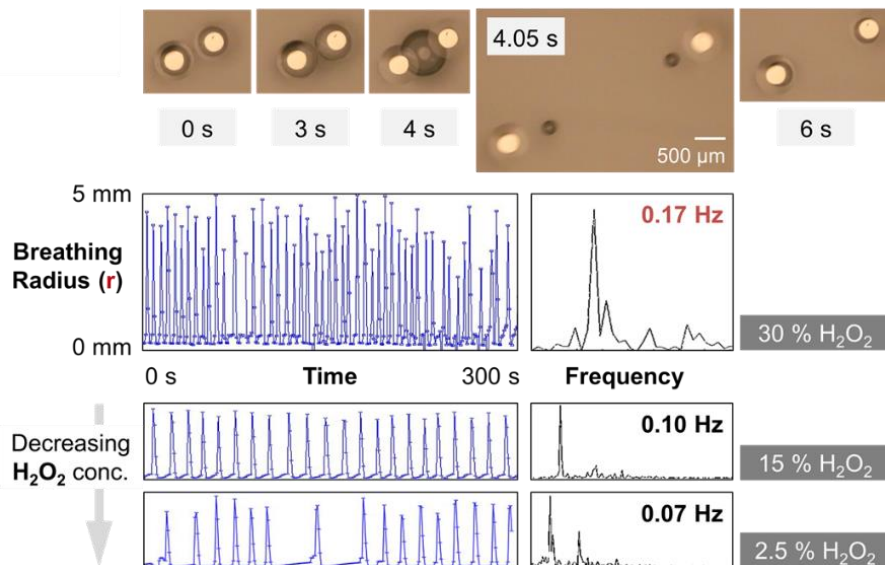 0 s
3 s
4 s
4.05 s
500 µm
6 s
5 mm
Breathing
Radius (r)
0 mm
0.17 Hz
30 % H₂O₂
0 s Time 300 s Frequency
Decreasing
H₂O₂ conc.
0.10 Hz
15 % H₂O₂
0.07 Hz
2.5 % H₂O₂